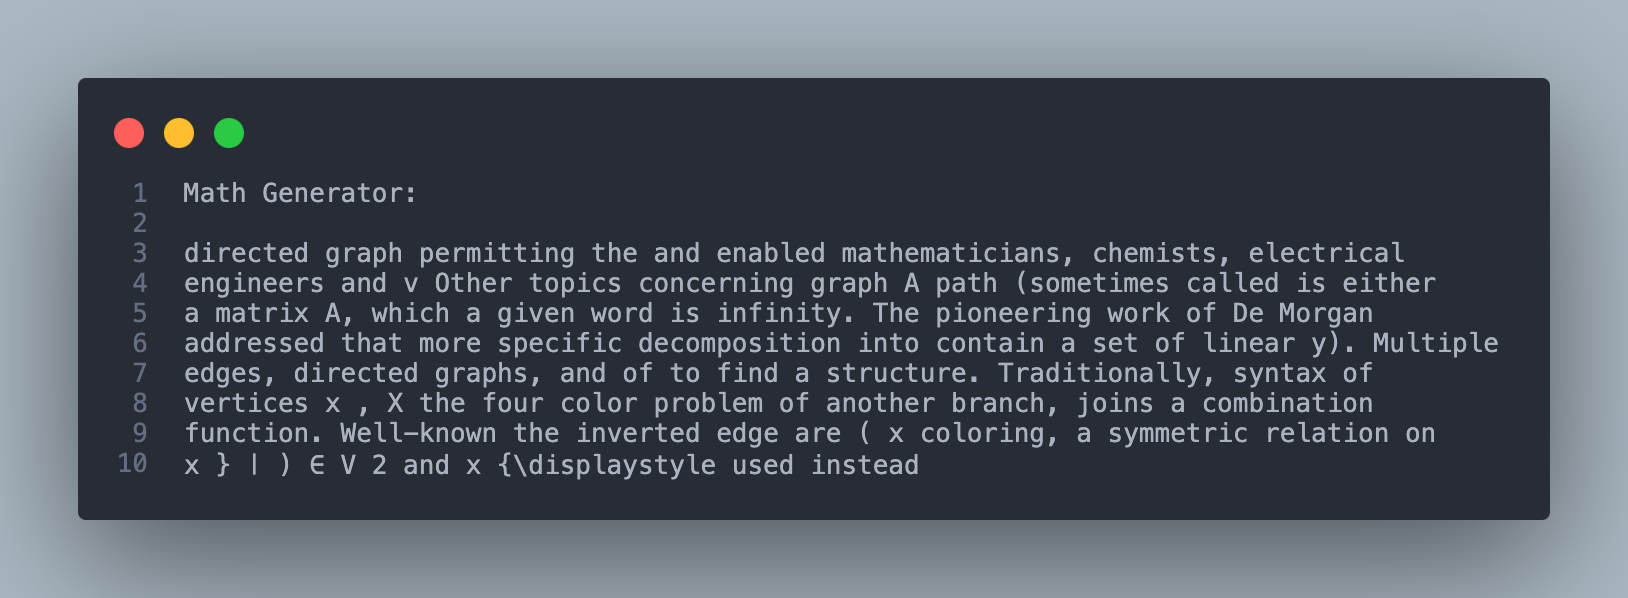 1 Math Generator:
2
3 directed graph permitting the and enabled mathematicians, chemists, electrical
4 engineers and v Other topics concerning graph A path (sometimes called is either
5 a matrix A, which a given word is infinity. The pioneering work of De Morgan
6 addressed that more specific decomposition into contain a set of linear y). Multiple
7 edges, directed graphs, and of to find a structure. Traditionally, syntax of
8 vertices x , X the four color problem of another branch, joins a combination
9 function. Well–known the inverted edge are ( x coloring, a symmetric relation on
10 x } ∣ ) ∈ V 2 and x {\displaystyle used instead